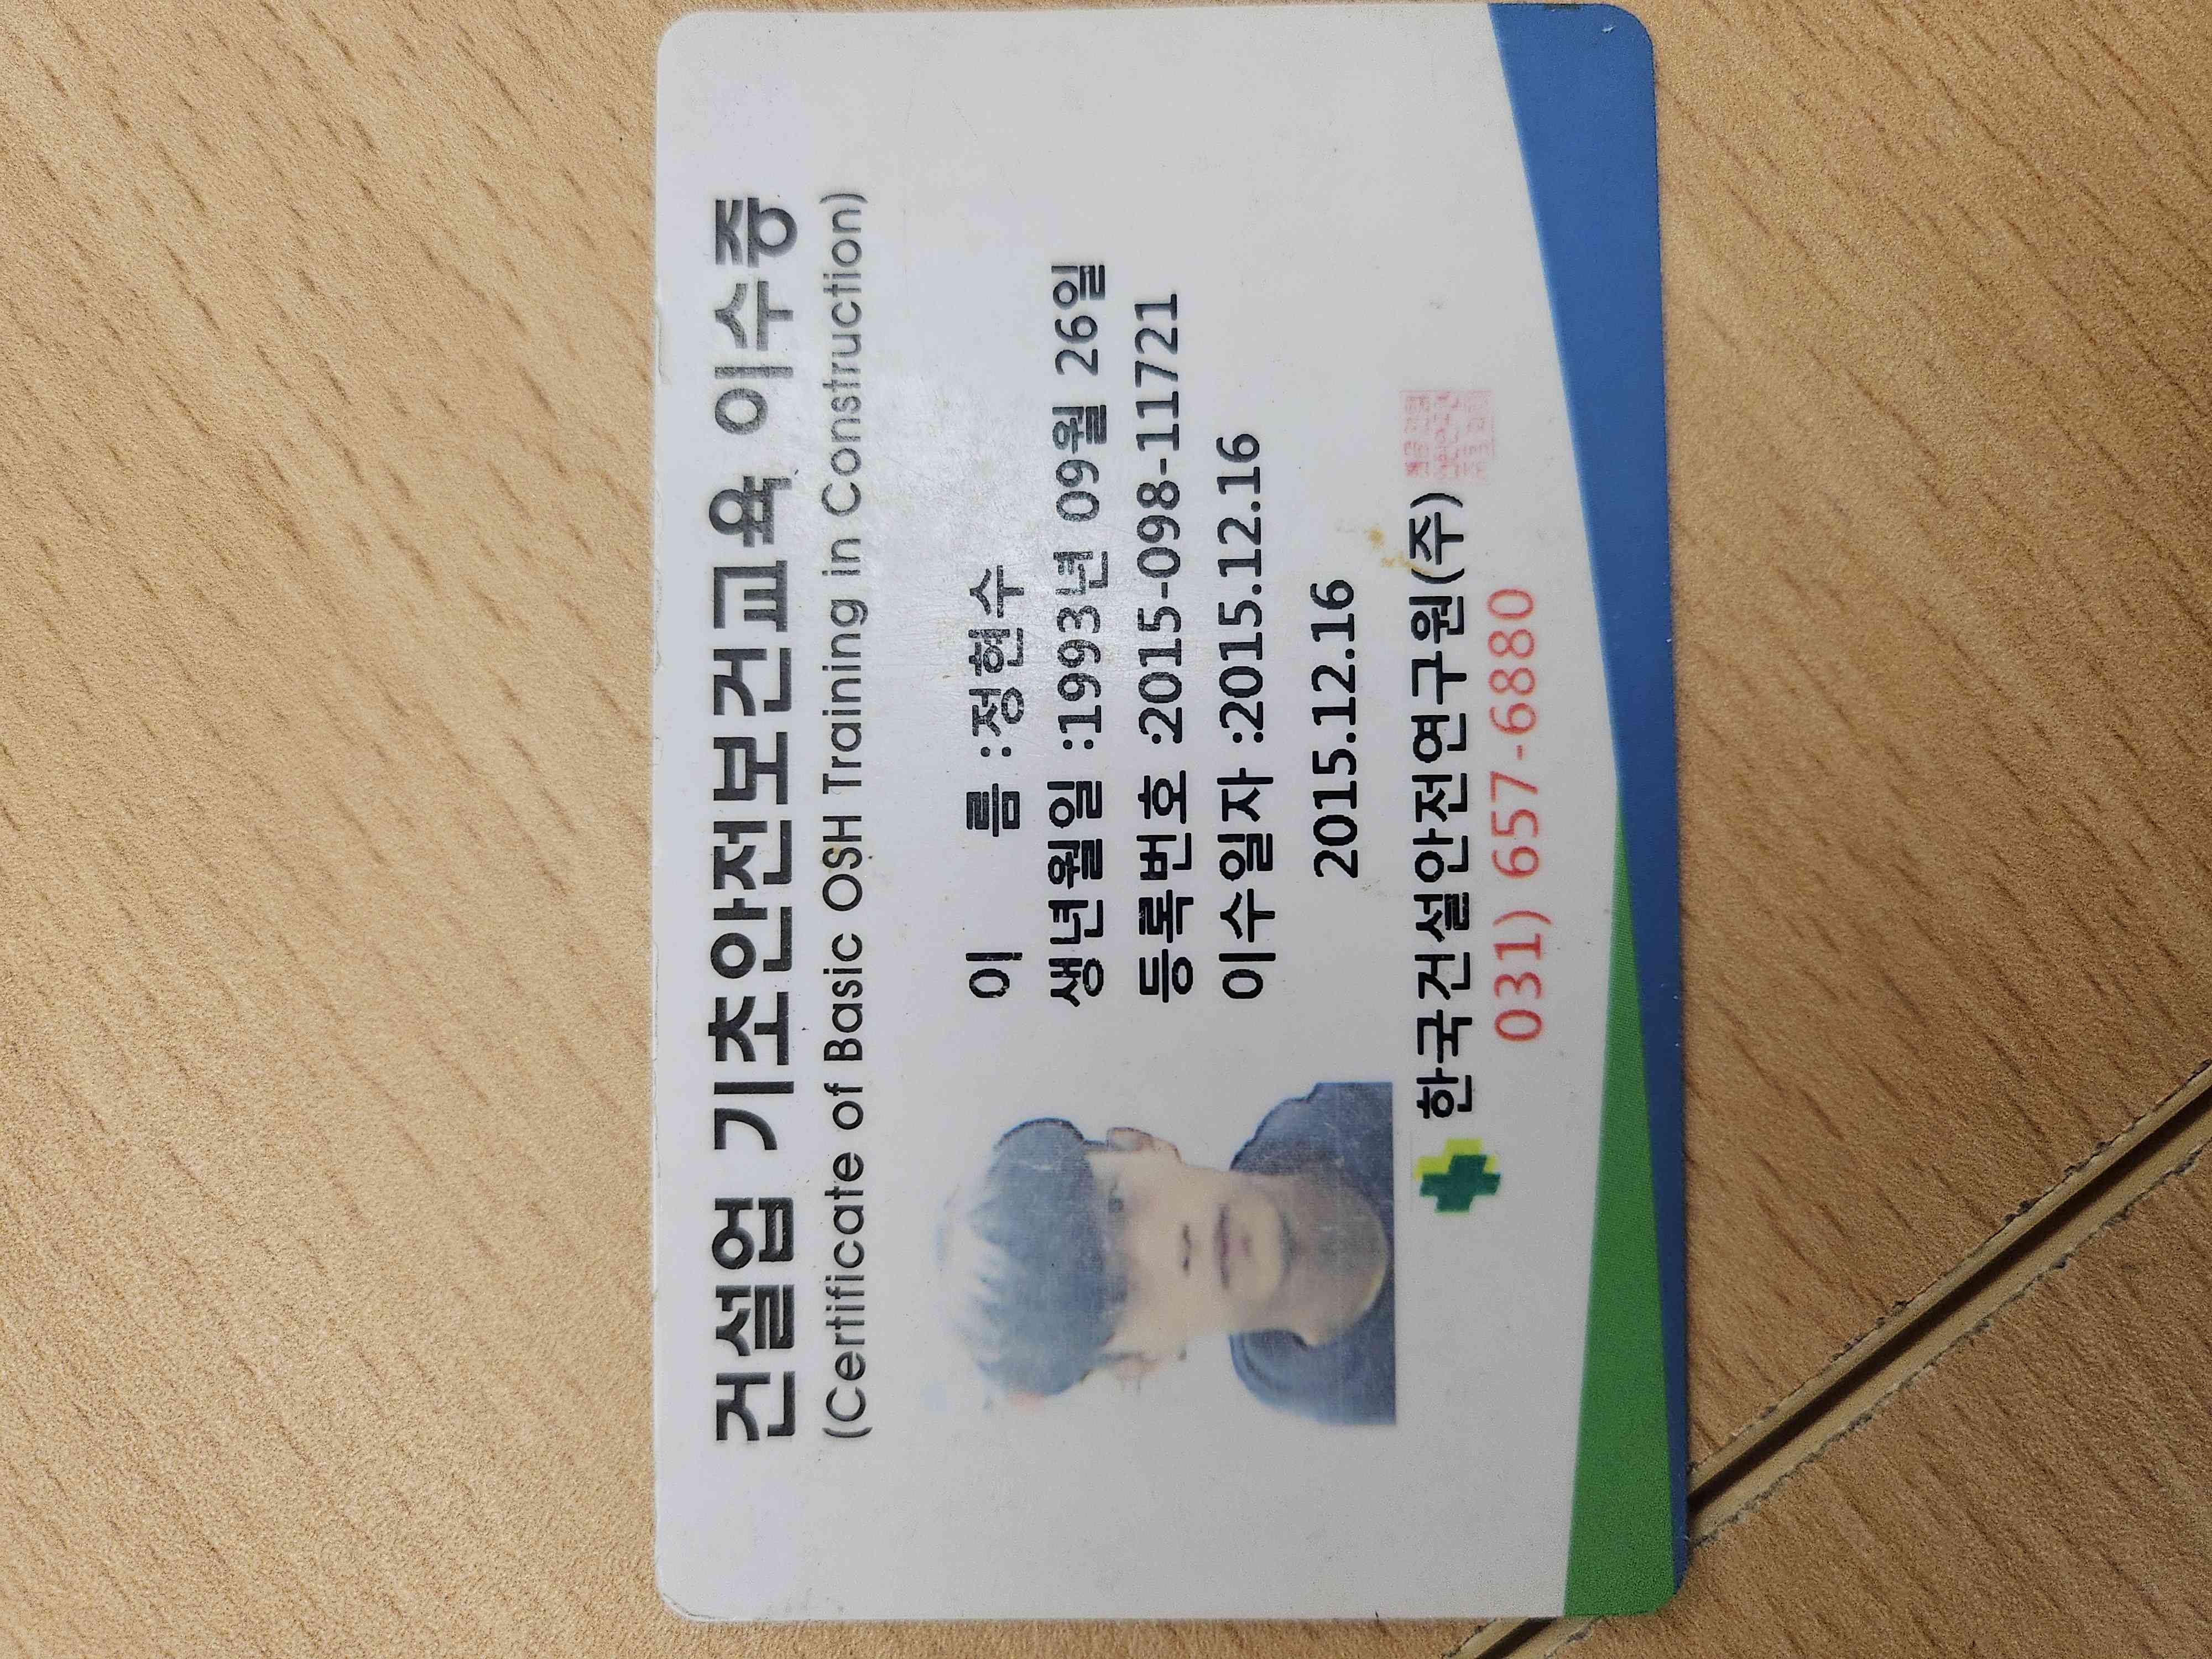 건설업 기초안전보건교육 이수증
(Certificate of Basic OSH Training in Construction)
이 름 :정현수
생년월일 :1993년 09월 26일
등록번호 :2015-098-111721
이수일자 :2015.12.16
2015.12.16
한국건설안전연구원(주)
031) 657-6880